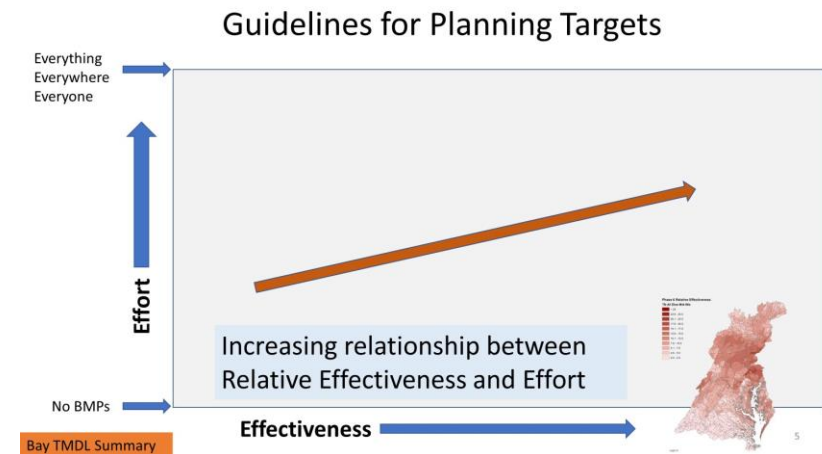 Guidelines for Planning Targets
Everything
Everywhere
Everyone
Effort
Increasing relationship between
Relative Effectiveness and Effort
No BMPs
Effectiveness
Bay TMDL Summary
5